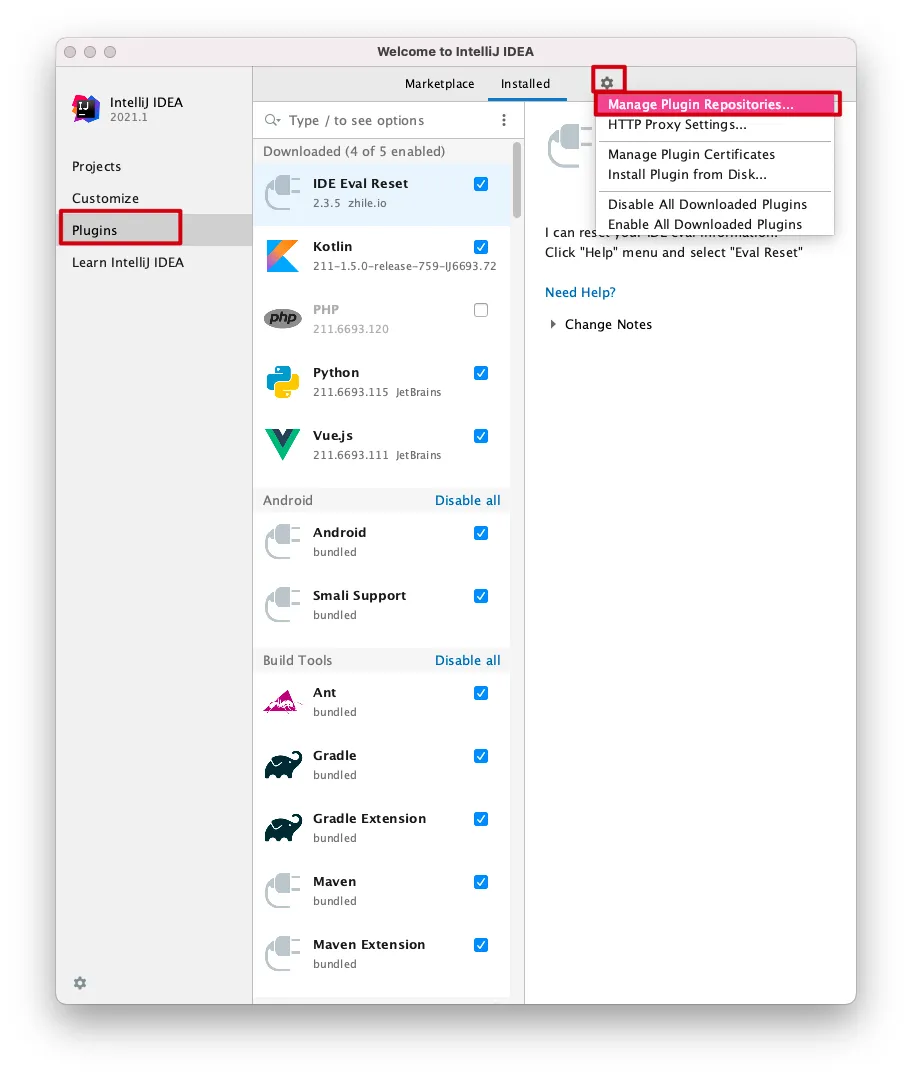 Welcome to IntelliJ IDEA
IntelliJ IDEA
2021.1
Projects
Customize
Plugins
Learn IntelliJ IDEA
Marketplace
Installed
Type / to see options
Downloaded (4 of 5 enabled)
IDE Eval Reset
2.3.5 zhile.io
Kotlin
211-1.5.0-release-759-IJ6693.72
PHP
211.6693.120
Python
211.6693.115 JetBrains
Vue.js
211.6693.111 JetBrains
Android Disable all
Android
bundled
Smali Support
bundled
Build Tools Disable all
Ant
bundled
Gradle
bundled
Gradle Extension
bundled
Maven
bundled
Maven Extension
bundled
Manage Plugin Repositories...
HTTP Proxy Settings...
Manage Plugin Certificates
Install Plugin from Disk...
Disable All Downloaded Plugins
Enable All Downloaded Plugins
I can reset your IDE eval information.
Click "Help" menu and select "Eval Reset"
Need Help?
Change Notes